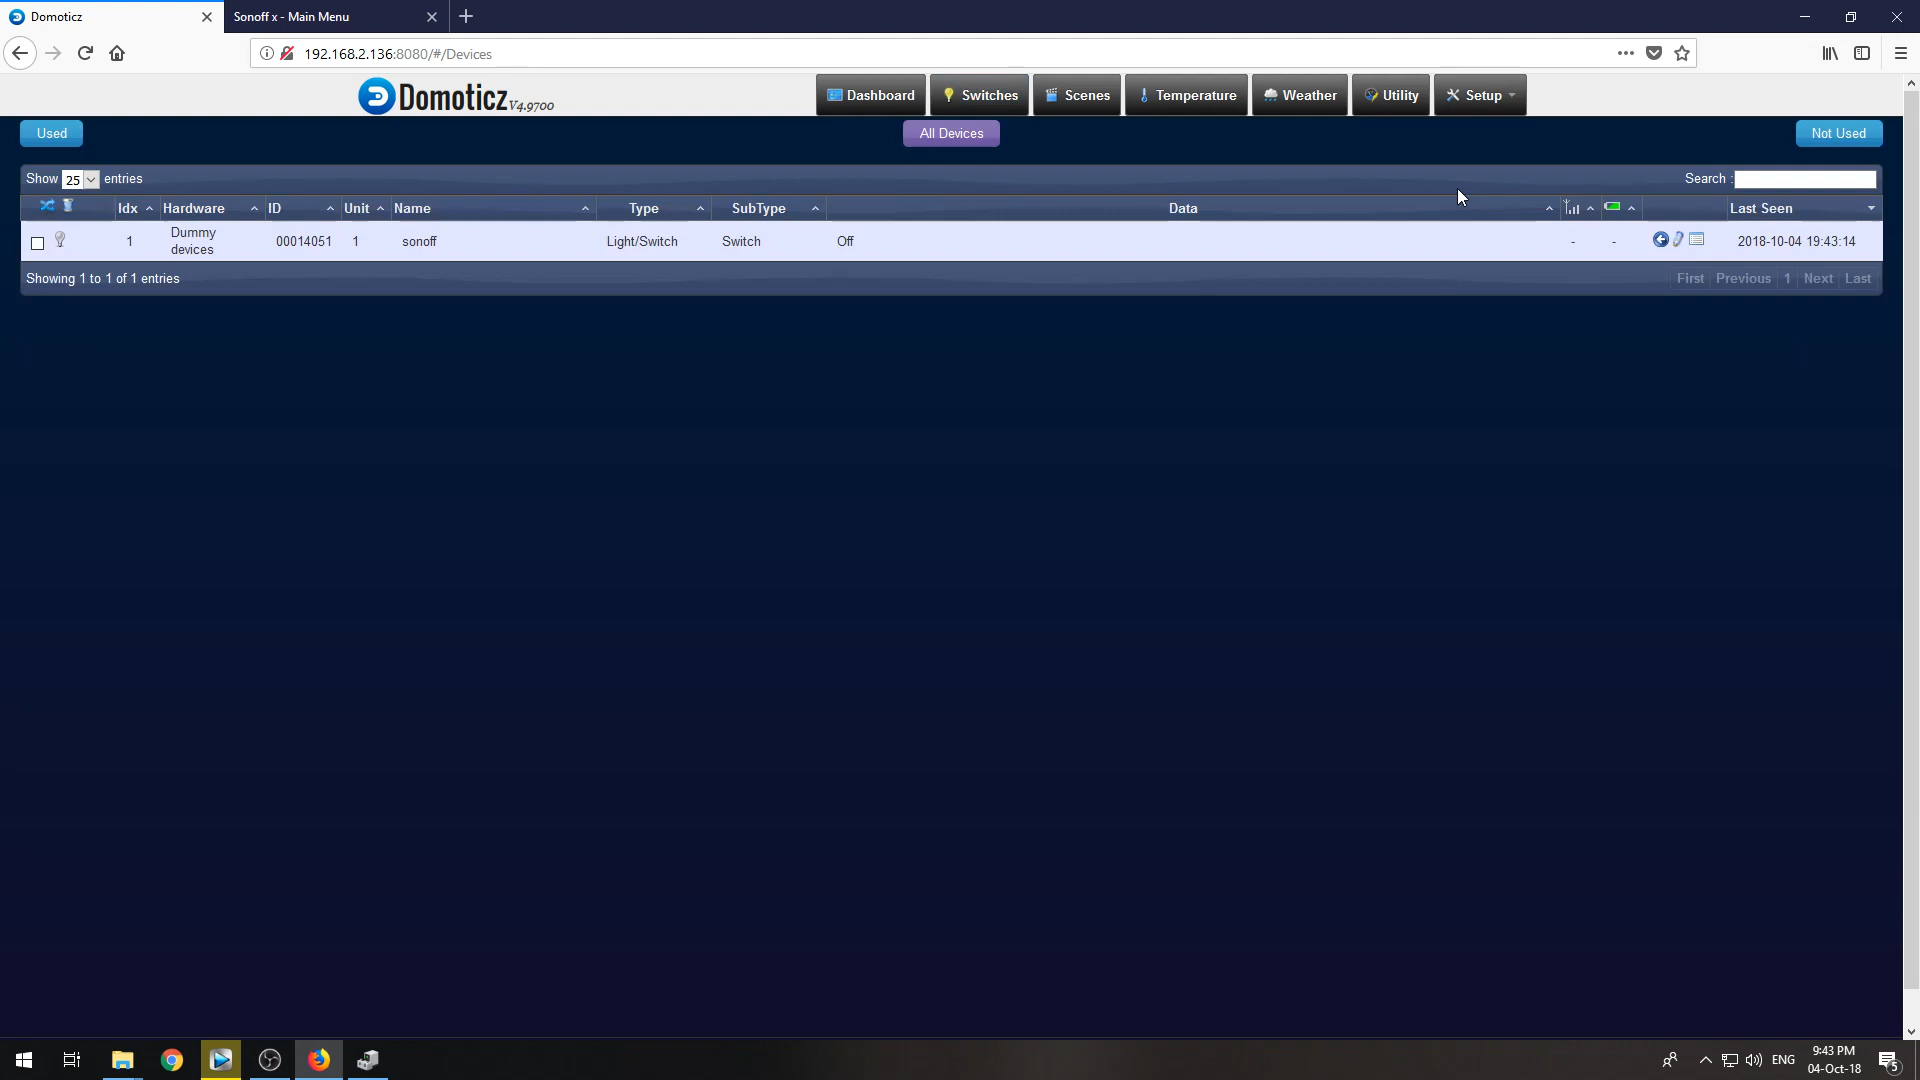 Domoticz
Sonoff x - Main Menu
192.168.2.136:8080/#/Devices
Domoticz V4.9700
Dashboard Switches Scenes Temperature Weather Utility Setup
Used All Devices Not Used
Show 25 entries Search :
Idx Hardware ID Unit Name Type SubType Data Last Seen
1 Dummy devices 00014051 1 sonoff Light/Switch Switch Off - - 2018-10-04 19:43:14
Showing 1 to 1 of 1 entries First Previous 1 Next Last
ENG
9:43 PM
04-Oct-18
5